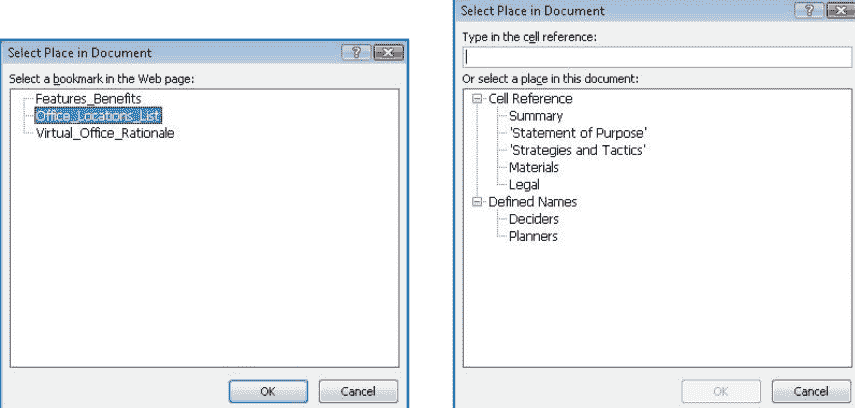 Select Place in Document
Select a bookmark in the Web page:
Features_Benefits
Office_Locations_List
Virtual_Office_Rationale
OK
Cancel
Select Place in Document
Type in the cell reference:
Or select a place in this document:
Cell Reference
Summary
'Statement of Purpose'
'Strategies and Tactics'
Materials
Legal
Defined Names
Deciders
Planners
OK
Cancel